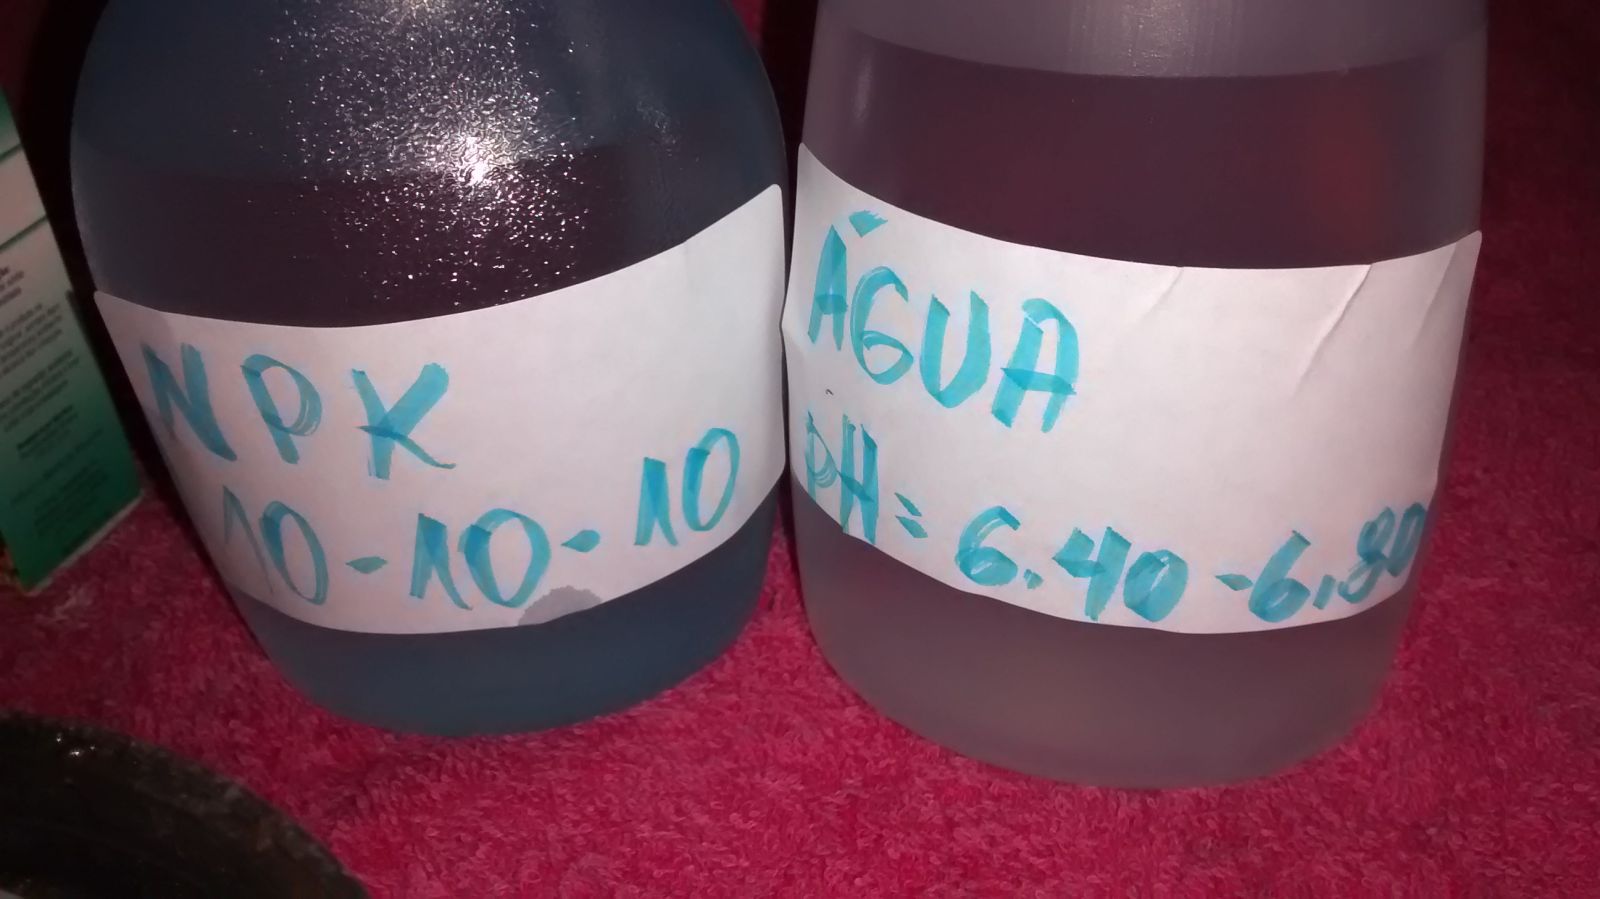 NPK
10-10-10
ÁGUA
PH = 6.40-6,80